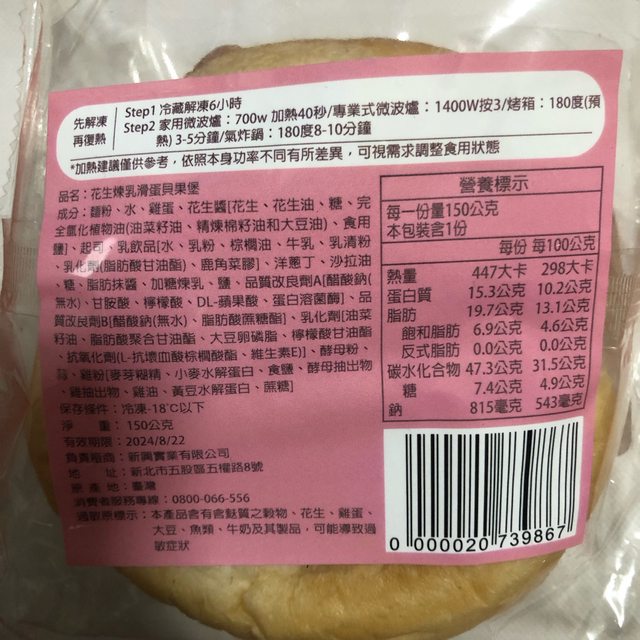 先解凍
再復熱
Step1 冷藏解凍6小時
Step2 家用微波爐：700w 加熱40秒/專業式微波爐：1400W按3/烤箱：180度(預
熱) 3-5分鐘/氣炸鍋：180度8-10分鐘
*加熱建議僅供參考，依照本身功率不同有所差異，可視需求調整食用狀態
品名：花生煉乳滑蛋貝果堡
成分：麵粉、水、雞蛋、花生醬[花生、花生油、糖、完
全氫化植物油(油菜籽油、精煉棉籽油和大豆油)、食用
鹽]、起司、乳飲品[水、乳粉、棕櫚油、牛乳、乳清粉
、乳化劑(脂肪酸甘油酯)、鹿角菜膠]、洋蔥丁、沙拉油
、糖、脂肪抹醬、加糖煉乳、鹽、品質改良劑A[醋酸鈉(
無水)、甘胺酸、檸檬酸、DL-蘋果酸、蛋白溶菌酶]、品
質改良劑B[醋酸鈉(無水)、脂肪酸蔗糖酯]、乳化劑[油菜
籽油、脂肪酸聚合甘油酯、大豆卵磷脂、檸檬酸甘油酯
、抗氧化劑(L-抗壞血酸棕櫚酸酯、維生素E)]、酵母粉、
蒜、雞粉[麥芽糊精、小麥水解蛋白、食鹽、酵母抽出物
、雞抽出物、雞油、黃豆水解蛋白、蔗糖]
保存條件：冷凍-18℃以下
淨 重：150公克
有效期限：2024/8/22
負責廠商：新興實業有限公司
地 址：新北市五股區五權路8號
原 產 地：臺灣
消費者服務專線：0800-066-556
過敏原標示：本產品含有含麩質之穀物、花生、雞蛋、
大豆、魚類、牛奶及其製品，可能導致過
敏症狀
營養標示
每一份量150公克
本包裝含1份
每份 每100公克
熱量 447大卡 298大卡
蛋白質 15.3公克 10.2公克
脂肪 19.7公克 13.1公克
飽和脂肪 6.9公克 4.6公克
反式脂肪 0.0公克 0.0公克
碳水化合物 47.3公克 31.5公克
糖 7.4公克 4.9公克
鈉 815毫克 543毫克
0 000020 739867